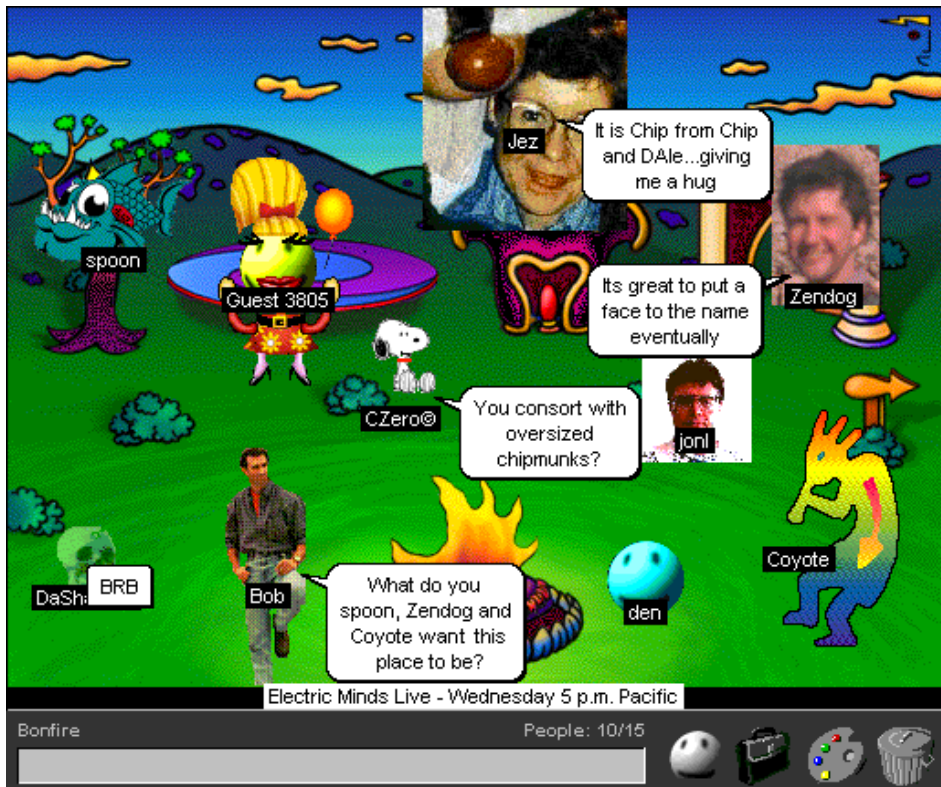 Jez
It is Chip from Chip
and DAle...giving
me a hug
spoon
Guest 3805
Zendog
Its great to put a
face to the name
eventually
CZero©
You consort with
oversized
chipmunks?
jonl
Coyote
DaSha
BRB
Bob
What do you
spoon, Zendog and
Coyote want this
place to be?
den
Electric Minds Live - Wednesday 5 p.m. Pacific
Bonfire
People: 10/15